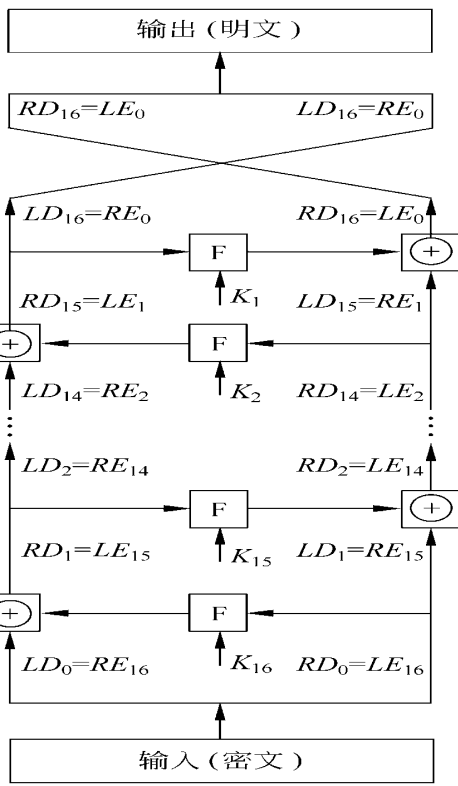 输出(明文)
RD₁₆=LE₀ LD₁₆=RE₀
LD₁₆=RE₀ RD₁₆=LE₀
F +
K₁
RD₁₅=LE₁ LD₁₅=RE₁
+ F
K₂
LD₁₄=RE₂ RD₁₄=LE₂
⋮ ⋮
LD₂=RE₁₄ RD₂=LE₁₄
F +
K₁₅
RD₁=LE₁₅ LD₁=RE₁₅
+ F
K₁₆
LD₀=RE₁₆ RD₀=LE₁₆
输入(密文)